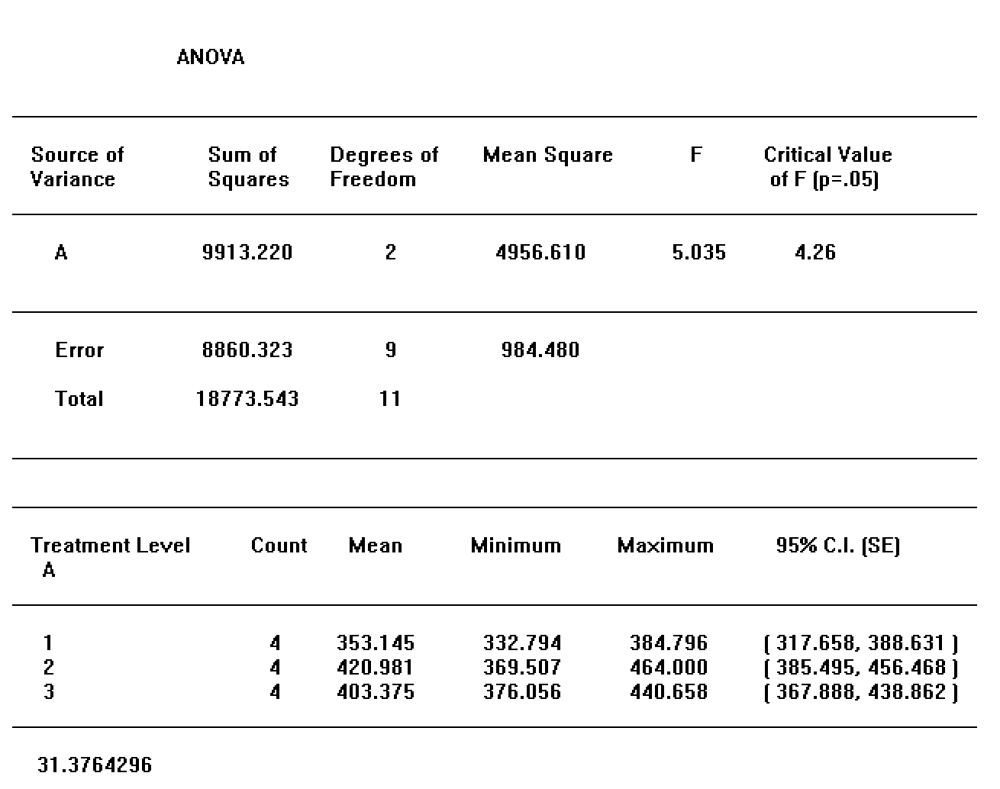 ANOVA
Source of Sum of Degrees of Mean Square F Critical Value
Variance Squares Freedom of F (p=.05)
A 9913.220 2 4956.610 5.035 4.26
Error 8860.323 9 984.480
Total 18773.543 11
Treatment Level Count Mean Minimum Maximum 95% C.I. (SE)
A
1 4 353.145 332.794 384.796 ( 317.658, 388.631 )
2 4 420.981 369.507 464.000 ( 385.495, 456.468 )
3 4 403.375 376.056 440.658 ( 367.888, 438.862 )
31.3764296